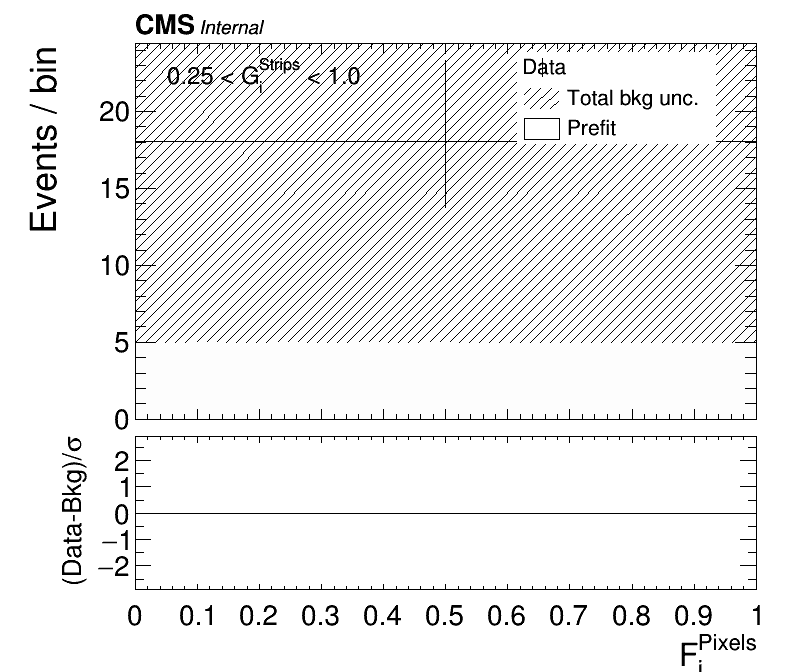 CMS Internal
Events / bin
0.25 < G_i^Strips < 1.0
Data
Total bkg unc.
Prefit
20
15
10
5
0
(Data-Bkg)/σ
2
1
0
−1
−2
0 0.1 0.2 0.3 0.4 0.5 0.6 0.7 0.8 0.9 1
F_i^Pixels